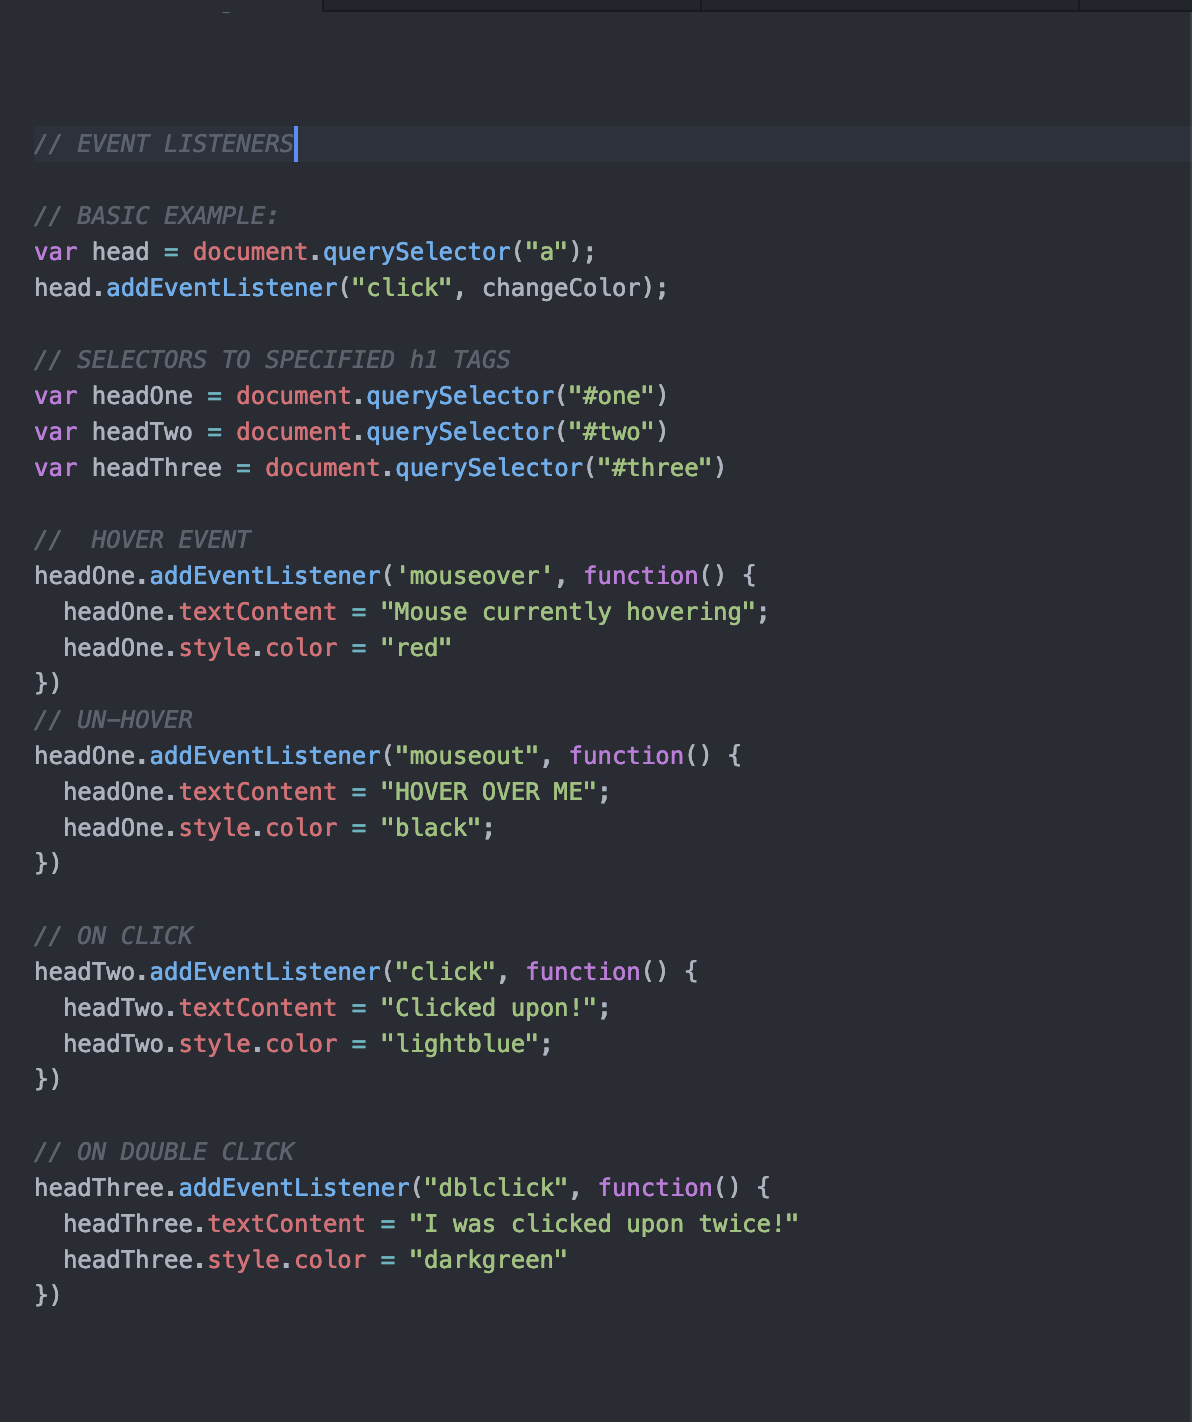 // EVENT LISTENERS
// BASIC EXAMPLE:
var head = document.querySelector("a");
head.addEventListener("click", changeColor);
// SELECTORS TO SPECIFIED h1 TAGS
var headOne = document.querySelector("#one")
var headTwo = document.querySelector("#two")
var headThree = document.querySelector("#three")
//  HOVER EVENT
headOne.addEventListener('mouseover', function() {
  headOne.textContent = "Mouse currently hovering";
  headOne.style.color = "red"
})
// UN-HOVER
headOne.addEventListener("mouseout", function() {
  headOne.textContent = "HOVER OVER ME";
  headOne.style.color = "black";
})
// ON CLICK
headTwo.addEventListener("click", function() {
  headTwo.textContent = "Clicked upon!";
  headTwo.style.color = "lightblue";
})
// ON DOUBLE CLICK
headThree.addEventListener("dblclick", function() {
  headThree.textContent = "I was clicked upon twice!"
  headThree.style.color = "darkgreen"
})